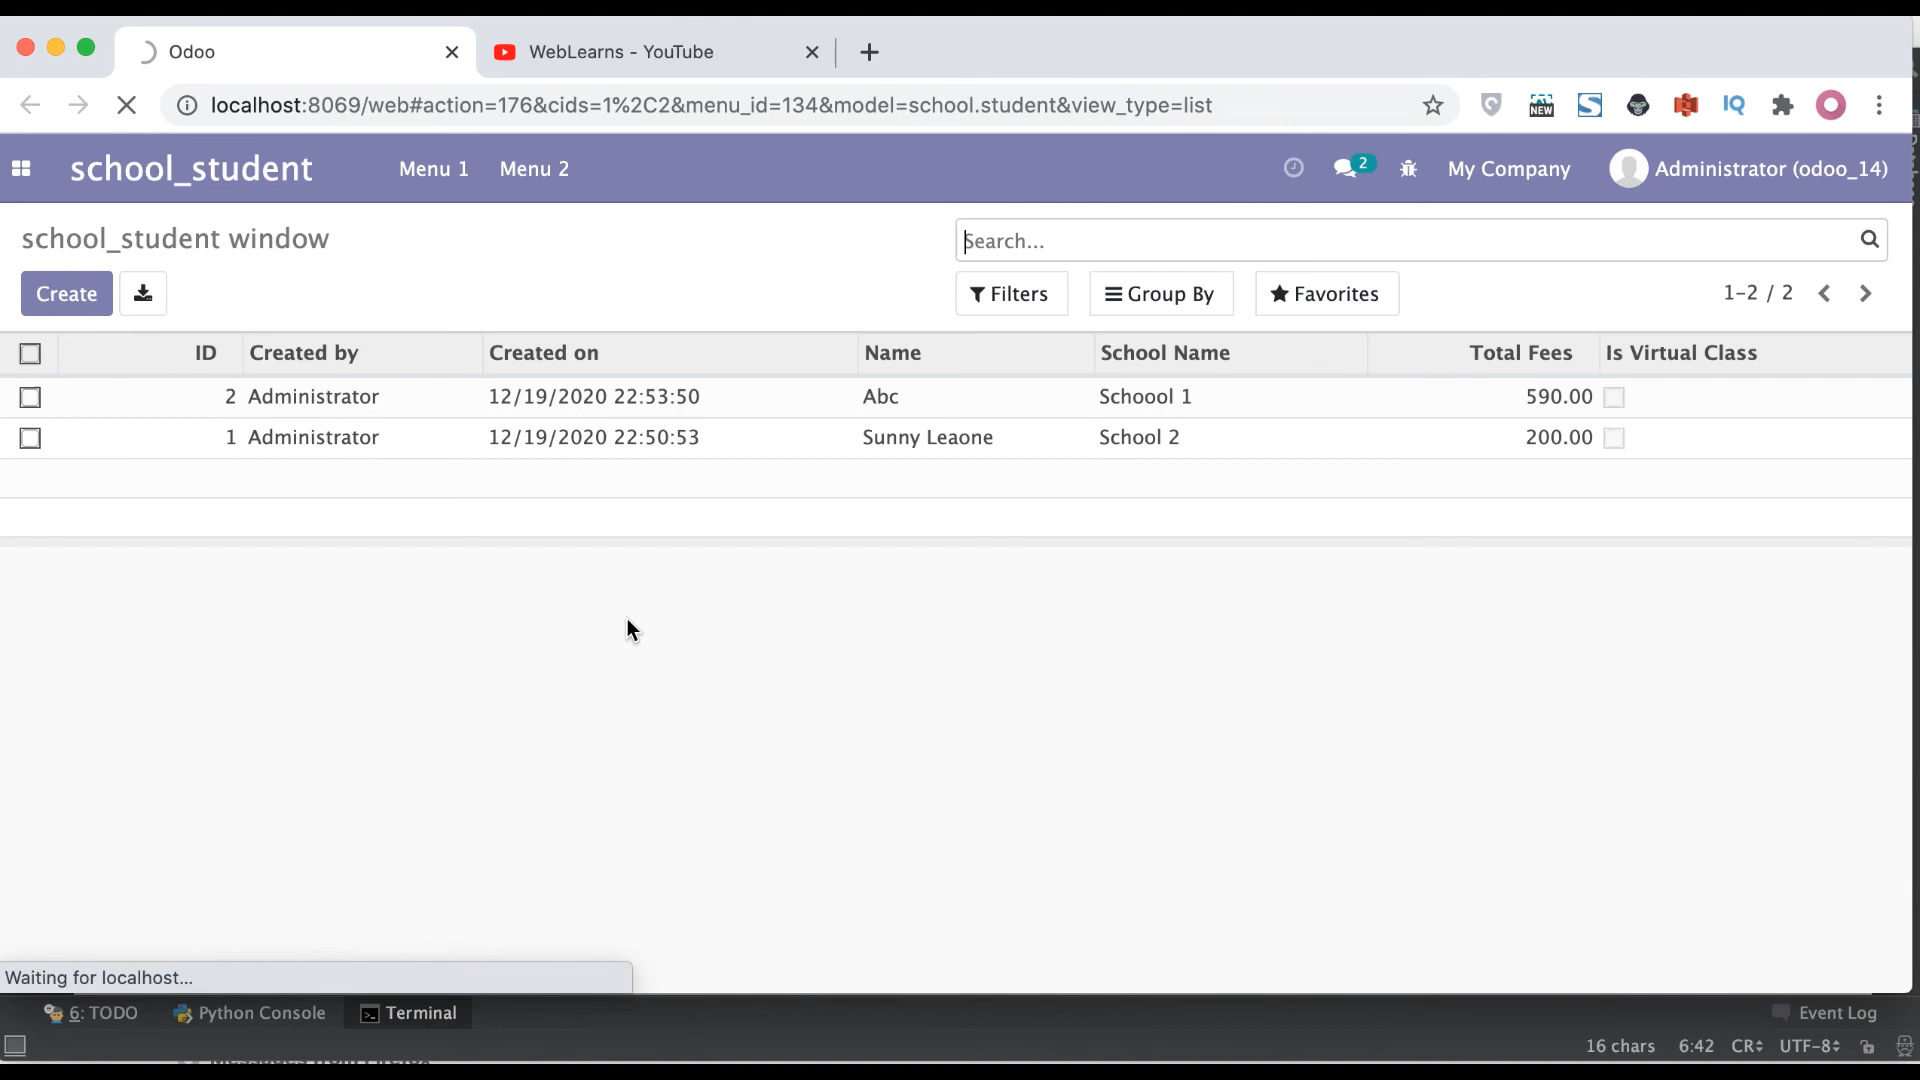 Odoo
WebLearns - YouTube
localhost:8069/web#action=176&cids=1%2C2&menu_id=134&model=school.student&view_type=list
NEW
IQ
school_student Menu 1 Menu 2 2 My Company Administrator (odoo_14)
school_student window
Search...
Create Filters Group By Favorites 1-2 / 2
ID Created by Created on Name School Name Total Fees Is Virtual Class
2 Administrator 12/19/2020 22:53:50 Abc Schoool 1 590.00
1 Administrator 12/19/2020 22:50:53 Sunny Leaone School 2 200.00
Waiting for localhost...
6: TODO Python Console Terminal Event Log
16 chars 6:42 CR UTF-8